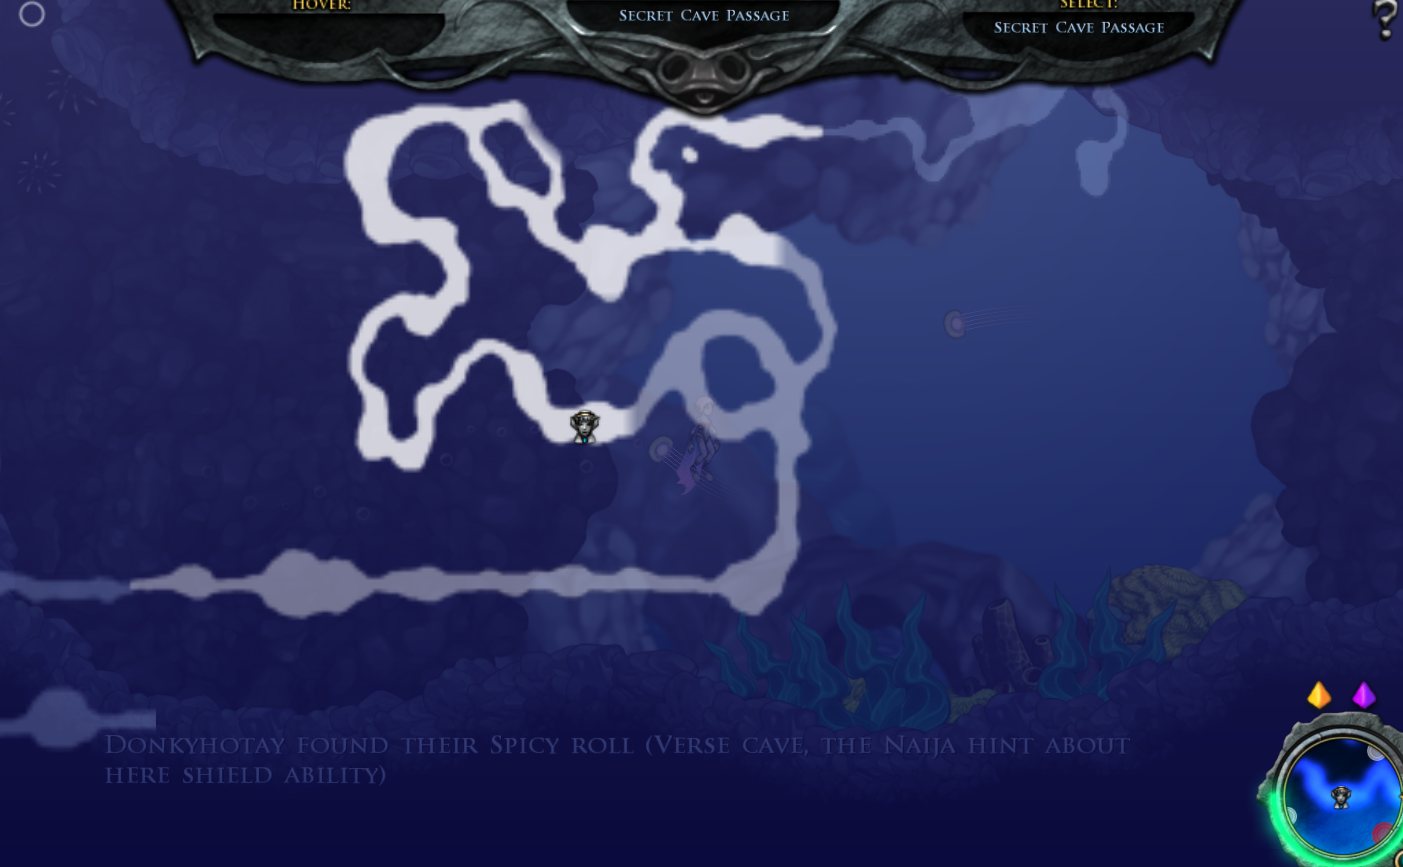 Hover:
Secret Cave Passage
Select:
Secret Cave Passage
?
Donkyhotay found their Spicy roll (Verse cave, the Naija hint about
here shield ability)